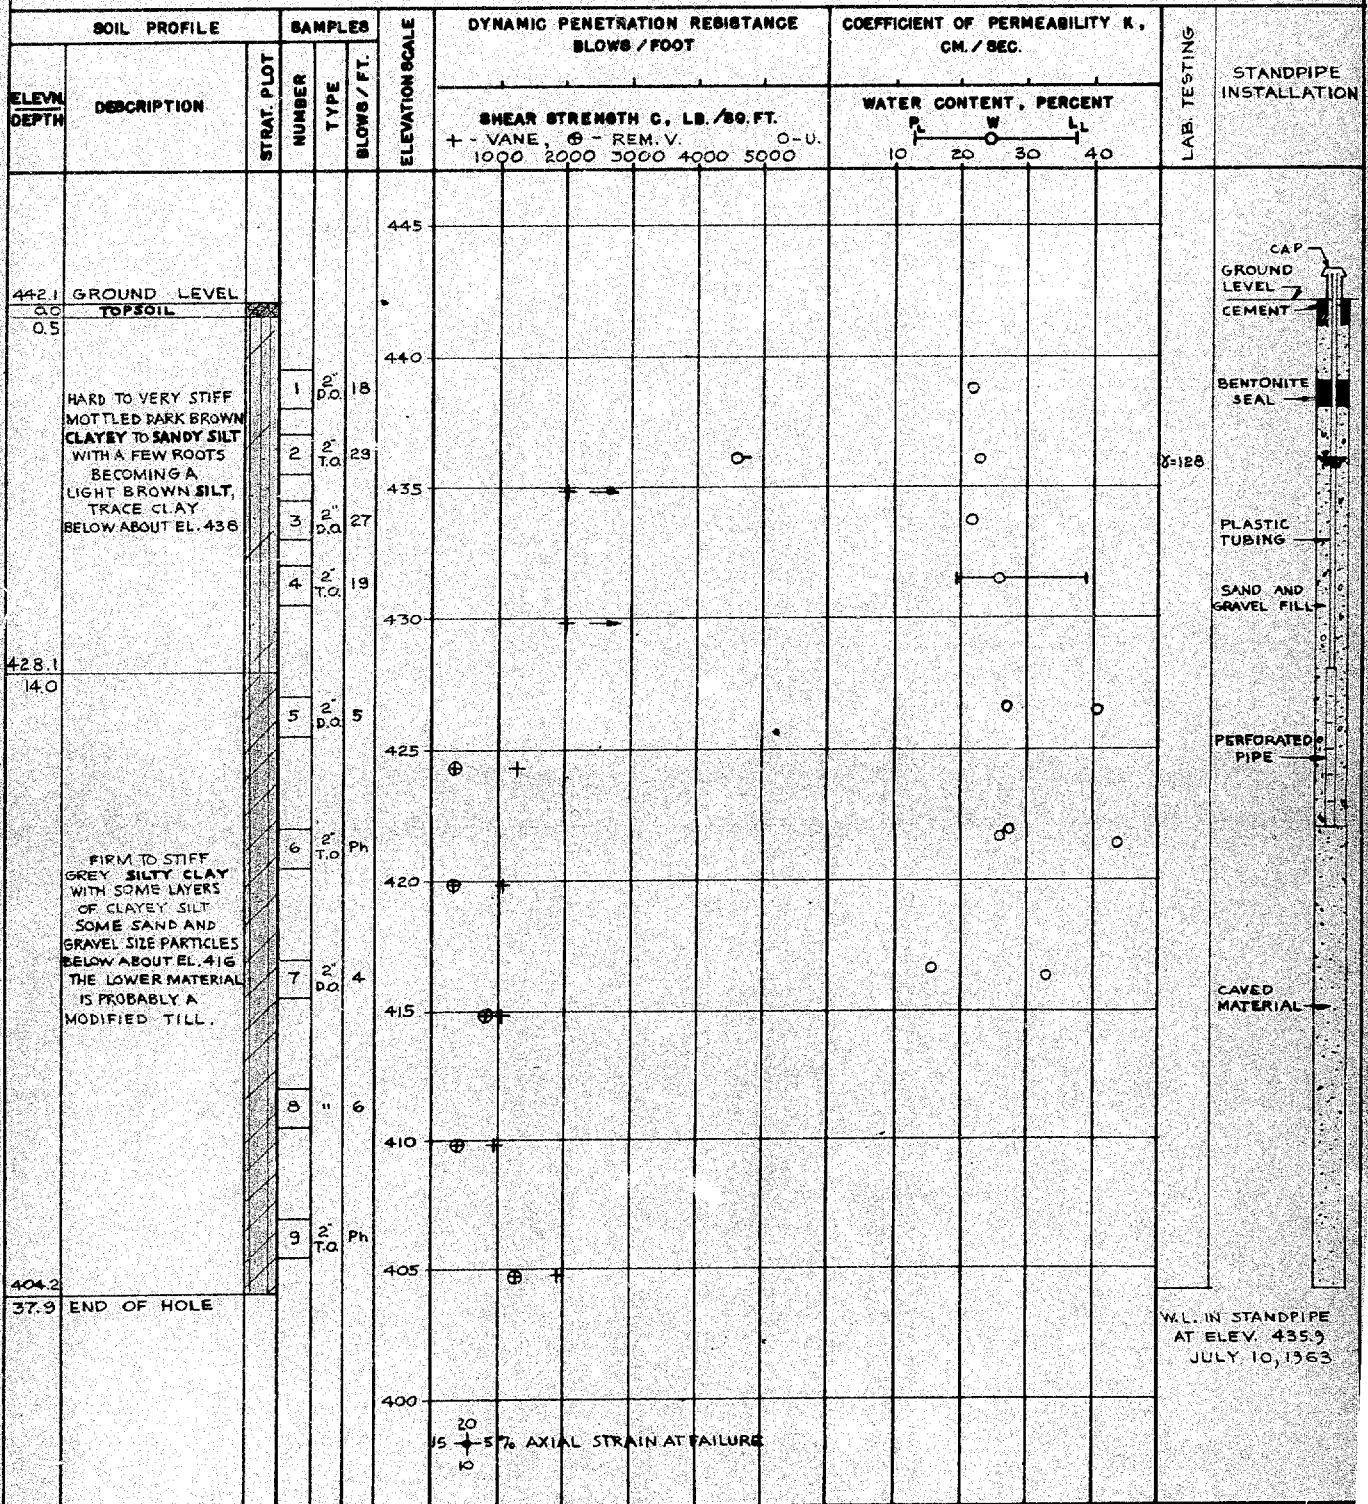 SOIL PROFILE
SAMPLES
ELEVATION SCALE
DYNAMIC PENETRATION RESISTANCE
BLOWS / FOOT
COEFFICIENT OF PERMEABILITY K,
CM. / SEC.
LAB. TESTING
STANDPIPE
INSTALLATION
ELEVN.
DEPTH
DESCRIPTION
STRAT. PLOT
NUMBER
TYPE
BLOWS / FT.
SHEAR STRENGTH C, LB./SQ.FT.
+ - VANE, ⊕ - REM. V. O-U.
1000 2000 3000 4000 5000
WATER CONTENT, PERCENT
PL W LL
10 20 30 40
445
440
435
430
425
420
415
410
405
400
442.1 GROUND LEVEL
0.0 TOPSOIL
0.5
HARD TO VERY STIFF
MOTTLED DARK BROWN
CLAYEY TO SANDY SILT
WITH A FEW ROOTS
BECOMING A
LIGHT BROWN SILT,
TRACE CLAY
BELOW ABOUT EL. 438
428.1
14.0
FIRM TO STIFF
GREY SILTY CLAY
WITH SOME LAYERS
OF CLAYEY SILT
SOME SAND AND
GRAVEL SIZE PARTICLES
BELOW ABOUT EL. 416
THE LOWER MATERIAL
IS PROBABLY A
MODIFIED TILL.
404.2
37.9 END OF HOLE
1 2" D.O. 18
2 2" T.O. 29
3 2" D.O. 27
4 2" T.O. 19
5 2" D.O. 5
6 2" T.O. Ph
7 2" D.O. 4
8 " 6
9 2" T.O. Ph
γ=128
CAP
GROUND
LEVEL
CEMENT
BENTONITE
SEAL
PLASTIC
TUBING
SAND AND
GRAVEL FILL
PERFORATED
PIPE
CAVED
MATERIAL
W.L. IN STANDPIPE
AT ELEV. 435.9
JULY 10, 1963
20
15 5 % AXIAL STRAIN AT FAILURE
10